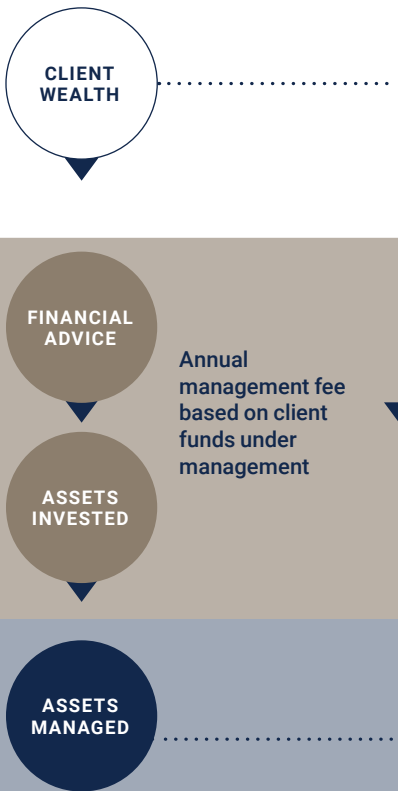 CLIENT
WEALTH
FINANCIAL
ADVICE
Annual
management fee
based on client
funds under
management
ASSETS
INVESTED
ASSETS
MANAGED